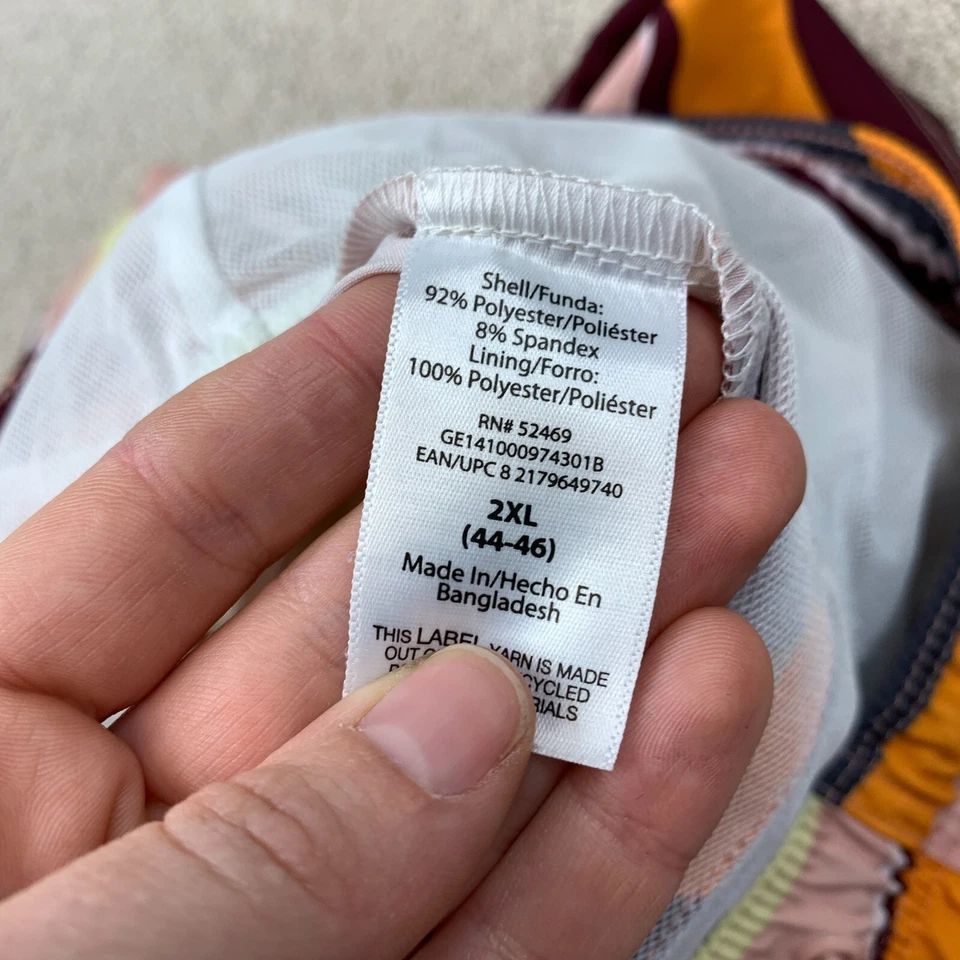 Shell/Funda:
92% Polyester/Poliéster
8% Spandex
Lining/Forro:
100% Polyester/Poliéster
RN# 52469
GE141000974301B
EAN/UPC 8 2179649740
2XL
(44-46)
Made In/Hecho En
Bangladesh
THIS LABEL YARN IS MADE
OUT